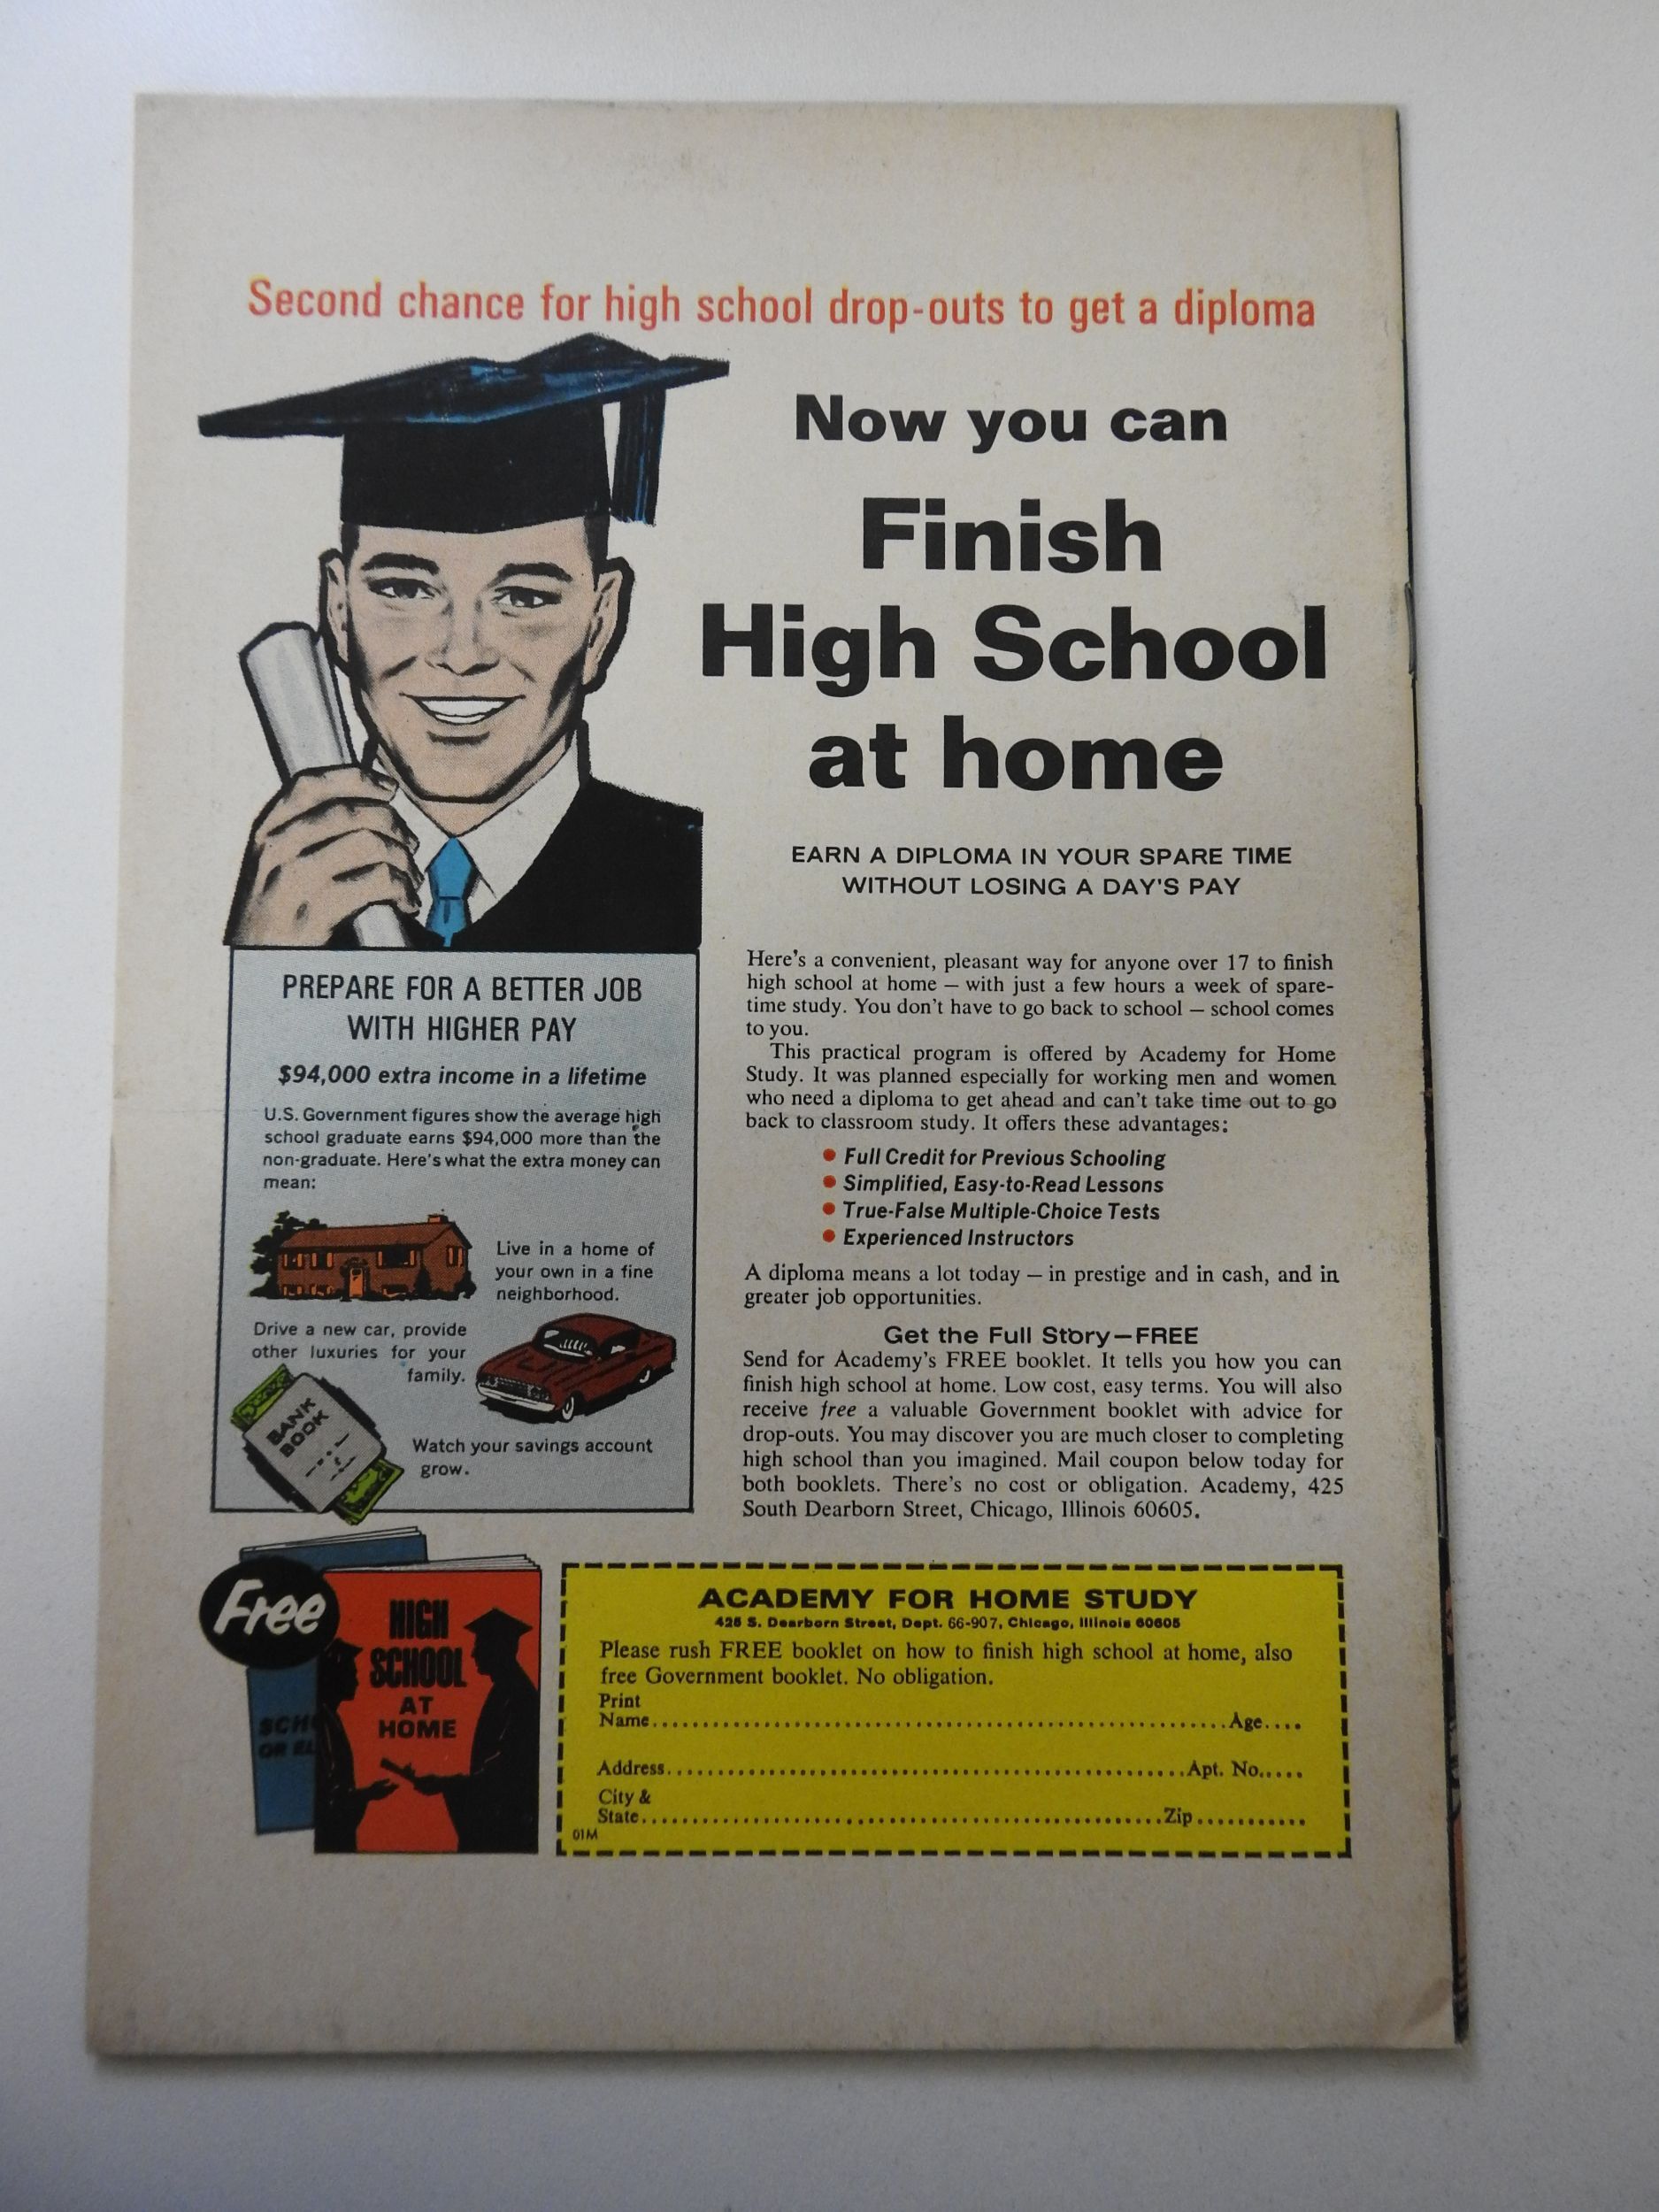 Second chance for high school drop-outs to get a diploma
Now you can
Finish
High School
at home
EARN A DIPLOMA IN YOUR SPARE TIME
WITHOUT LOSING A DAY'S PAY
PREPARE FOR A BETTER JOB
WITH HIGHER PAY
$94,000 extra income in a lifetime
U.S. Government figures show the average high
school graduate earns $94,000 more than the
non-graduate. Here's what the extra money can
mean:
Live in a home of
your own in a fine
neighborhood.
Drive a new car, provide
other luxuries for your
family.
BANK
BOOK
Watch your savings account
grow.
Here's a convenient, pleasant way for anyone over 17 to finish
high school at home — with just a few hours a week of spare-
time study. You don't have to go back to school — school comes
to you.
This practical program is offered by Academy for Home
Study. It was planned especially for working men and women
who need a diploma to get ahead and can't take time out to go
back to classroom study. It offers these advantages:
• Full Credit for Previous Schooling
• Simplified, Easy-to-Read Lessons
• True-False Multiple-Choice Tests
• Experienced Instructors
A diploma means a lot today — in prestige and in cash, and in
greater job opportunities.
Get the Full Story—FREE
Send for Academy's FREE booklet. It tells you how you can
finish high school at home. Low cost, easy terms. You will also
receive free a valuable Government booklet with advice for
drop-outs. You may discover you are much closer to completing
high school than you imagined. Mail coupon below today for
both booklets. There's no cost or obligation. Academy, 425
South Dearborn Street, Chicago, Illinois 60605.
Free
HIGH
SCHOOL
AT
HOME
SCH
OR EL
ACADEMY FOR HOME STUDY
425 S. Dearborn Street, Dept. 66-907, Chicago, Illinois 60605
Please rush FREE booklet on how to finish high school at home, also
free Government booklet. No obligation.
Print
Name..........Age....
Address..........Apt. No.....
City &
State..........Zip...........
01M